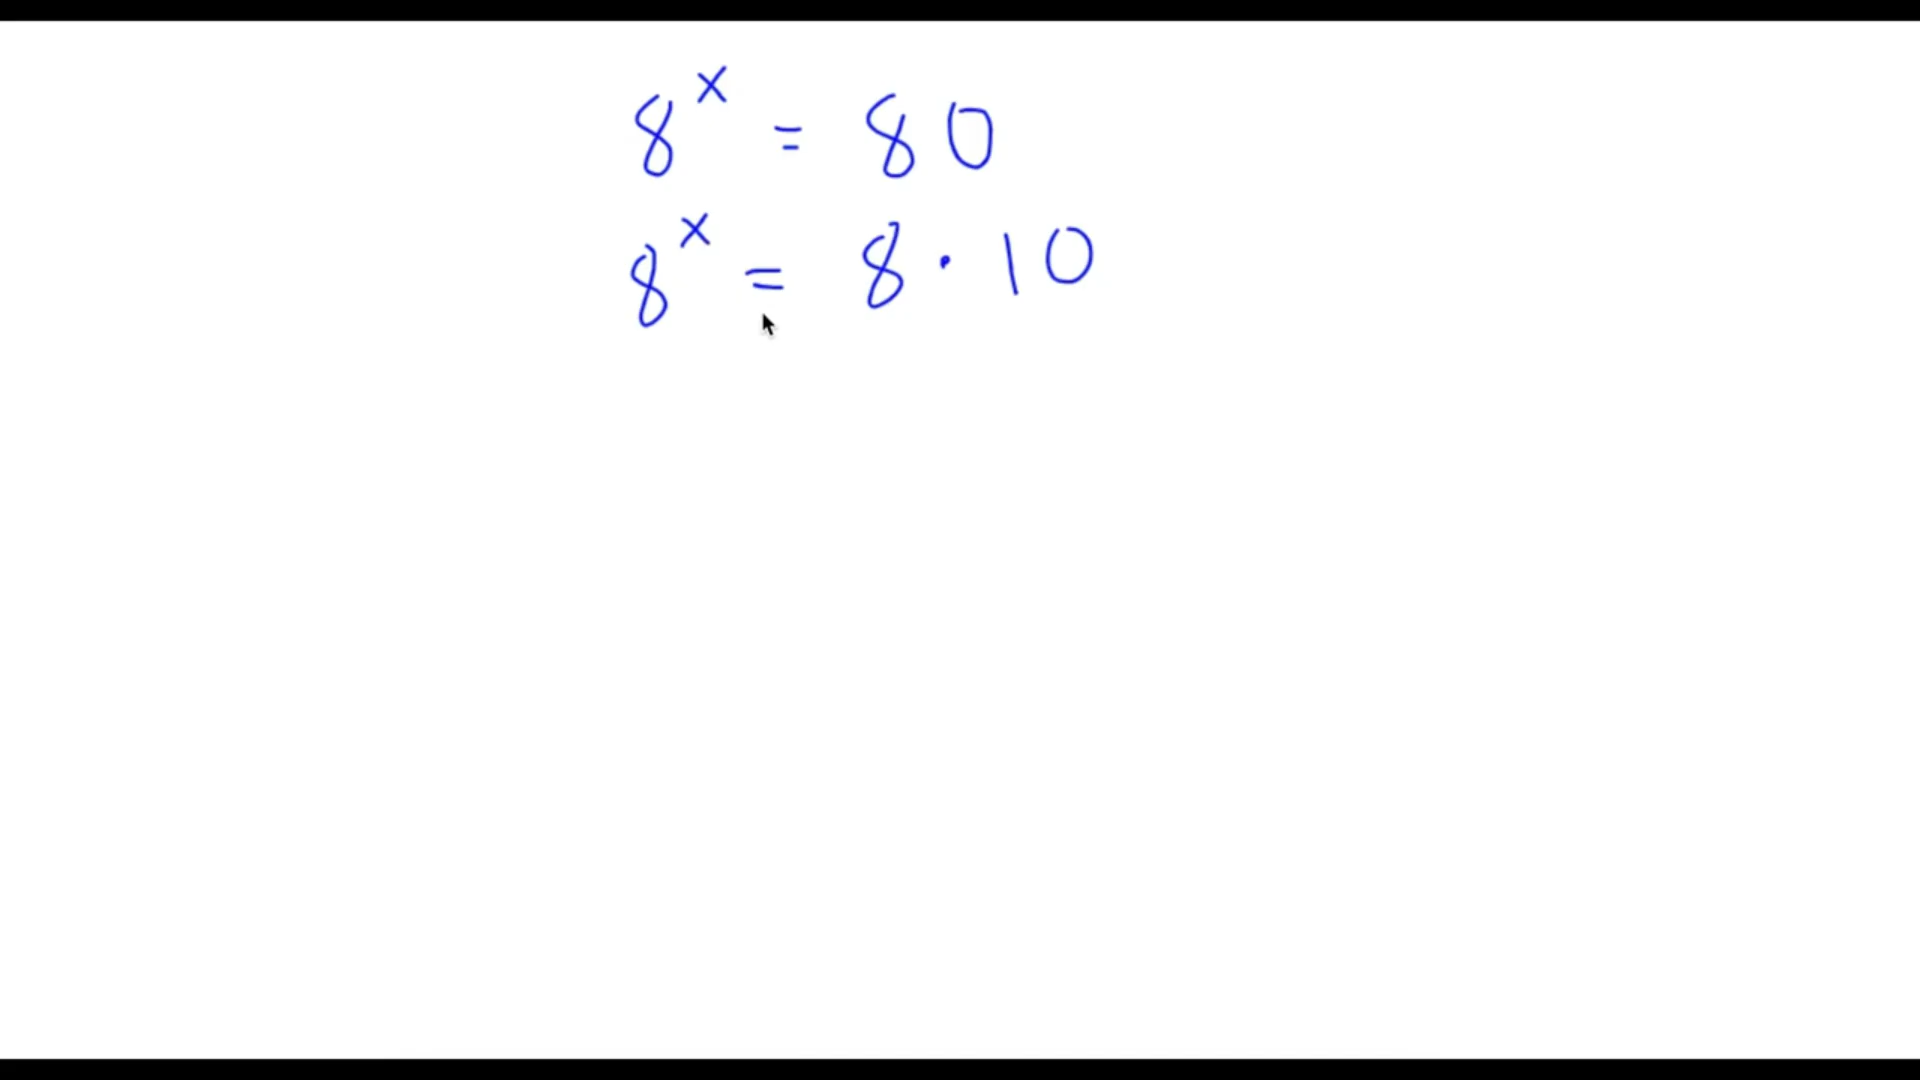 8^x = 80
8^x = 8 · 10